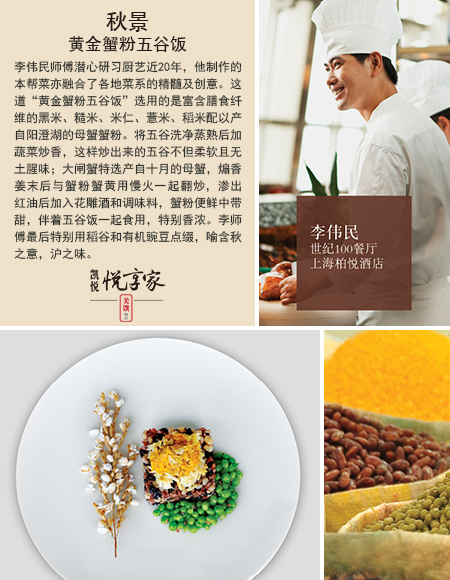 秋景
黄金蟹粉五谷饭
李伟民师傅潜心研习厨艺近20年，他制作的
本帮菜亦融合了各地菜系的精髓及创意。这
道“黄金蟹粉五谷饭”选用的是富含膳食纤
维的黑米、糙米、米仁、薏米、稻米配以产
自阳澄湖的母蟹蟹粉。将五谷洗净蒸熟后加
蔬菜炒香，这样炒出来的五谷不但柔软且无
土腥味；大闸蟹特选产自十月的母蟹，煸香
姜末后与蟹粉蟹黄用慢火一起翻炒，渗出
红油后加入花雕酒和调味料，蟹粉便鲜中带
甜，伴着五谷饭一起食用，特别香浓。李师
傅最后特别用稻谷和有机豌豆点缀，喻含秋
之意，沪之味。
凯悦 悦享家
美馔
李伟民
世纪100餐厅
上海柏悦酒店